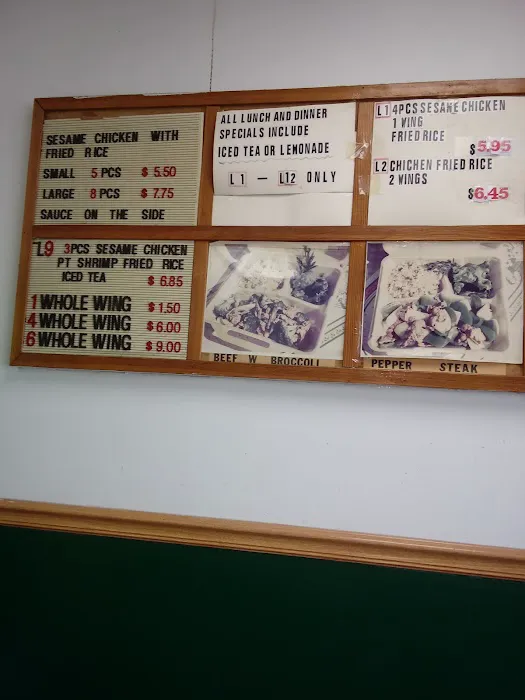 SESAME CHICKEN WITH
FRIED RICE
SMALL 5 PCS $ 5.50
LARGE 8 PCS $ 7.75
SAUCE ON THE SIDE
ALL LUNCH AND DINNER
SPECIALS INCLUDE
ICED TEA OR LEMONADE
L1 — L12 ONLY
L1 4PCS SESAME CHICKEN
1 VING
FRIED RICE
$5.95
L2 CHICHEN FRIED RICE
2 WINGS
$6.45
L9 3PCS SESAME CHICKEN
PT SHRIMP FRIED RICE
ICED TEA $ 6.85
1 WHOLE WING $ 1.50
4 WHOLE WING $ 6.00
6 WHOLE WING $ 9.00
BEEF W BROCCOLI
PEPPER STEAK